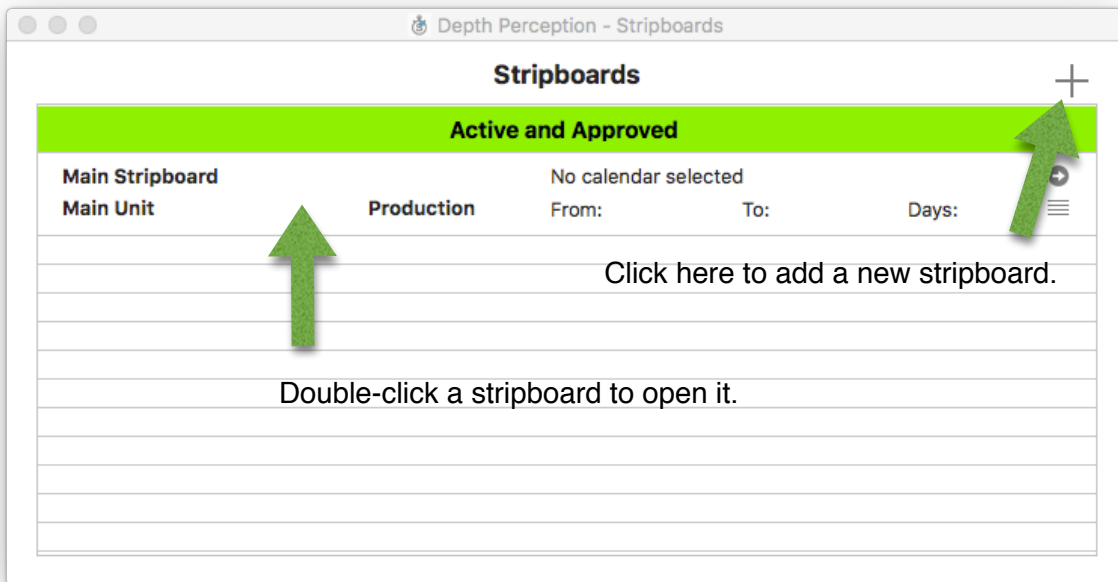 Depth Perception - Stripboards
Stripboards
Active and Approved
Main Stripboard No calendar selected
Main Unit Production From: To: Days:
Click here to add a new stripboard.
Double-click a stripboard to open it.